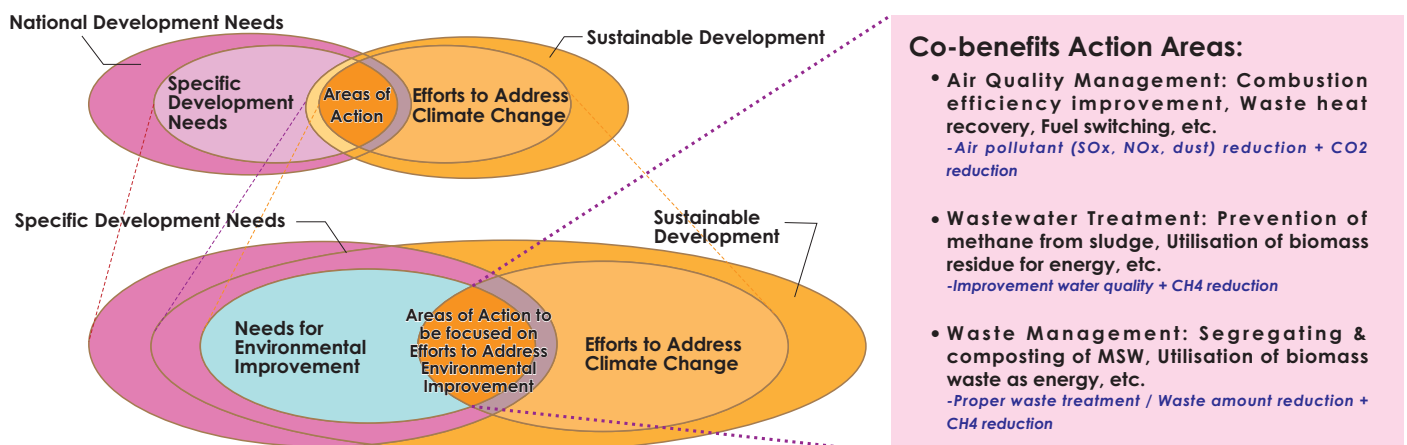 National Development Needs
Sustainable Development
Specific
Development
Needs
Areas of
Action
Efforts to Address
Climate Change
Specific Development Needs
Sustainable
Development
Needs for
Environmental
Improvement
Areas of Action to
be focused on
Efforts to Address
Environmental
Improvement
Efforts to Address
Climate Change
Co-benefits Action Areas:
• Air Quality Management: Combustion
efficiency improvement, Waste heat
recovery, Fuel switching, etc.
-Air pollutant (SOx, NOx, dust) reduction + CO2
reduction
• Wastewater Treatment: Prevention of
methane from sludge, Utilisation of biomass
residue for energy, etc.
-Improvement water quality + CH4 reduction
• Waste Management: Segregating &
composting of MSW, Utilisation of biomass
waste as energy, etc.
-Proper waste treatment / Waste amount reduction +
CH4 reduction